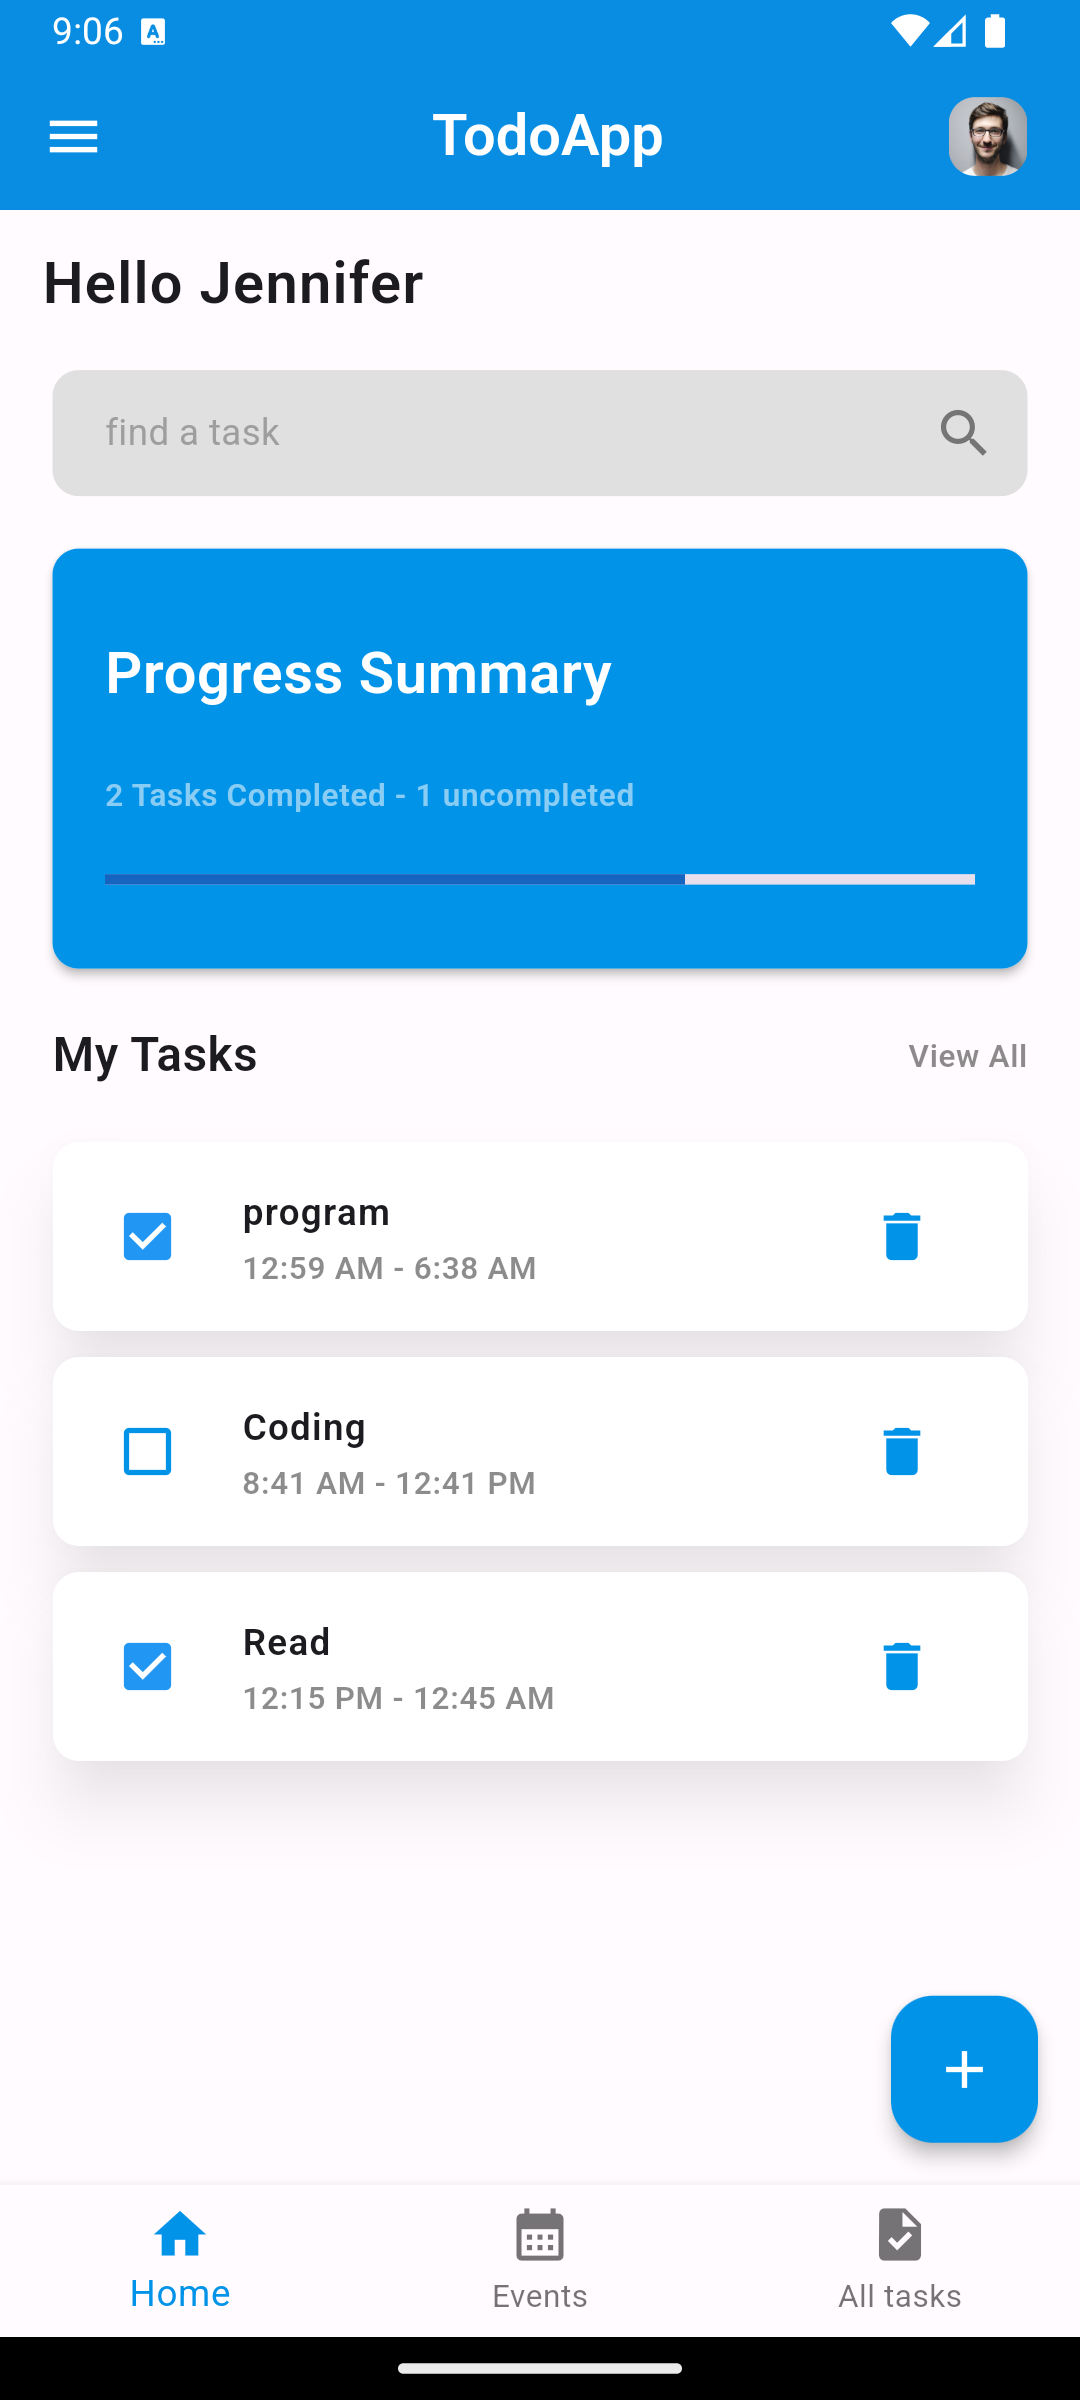 9:06
TodoApp
Hello Jennifer
find a task
Progress Summary
2 Tasks Completed - 1 uncompleted
My Tasks
View All
program
12:59 AM - 6:38 AM
Coding
8:41 AM - 12:41 PM
Read
12:15 PM - 12:45 AM
Home
Events
All tasks